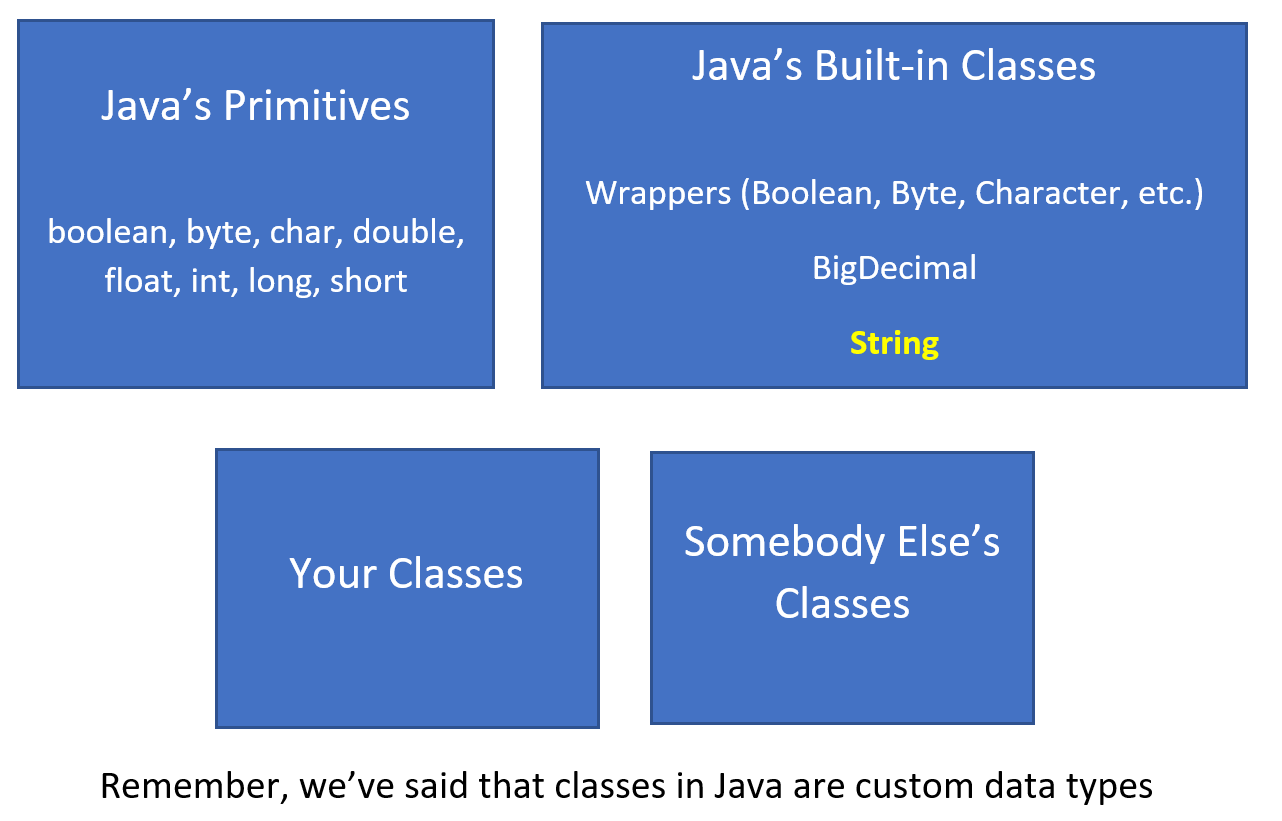 Java’s Primitives
boolean, byte, char, double,
float, int, long, short
Java’s Built-in Classes
Wrappers (Boolean, Byte, Character, etc.)
BigDecimal
String
Your Classes
Somebody Else’s
Classes
Remember, we’ve said that classes in Java are custom data types